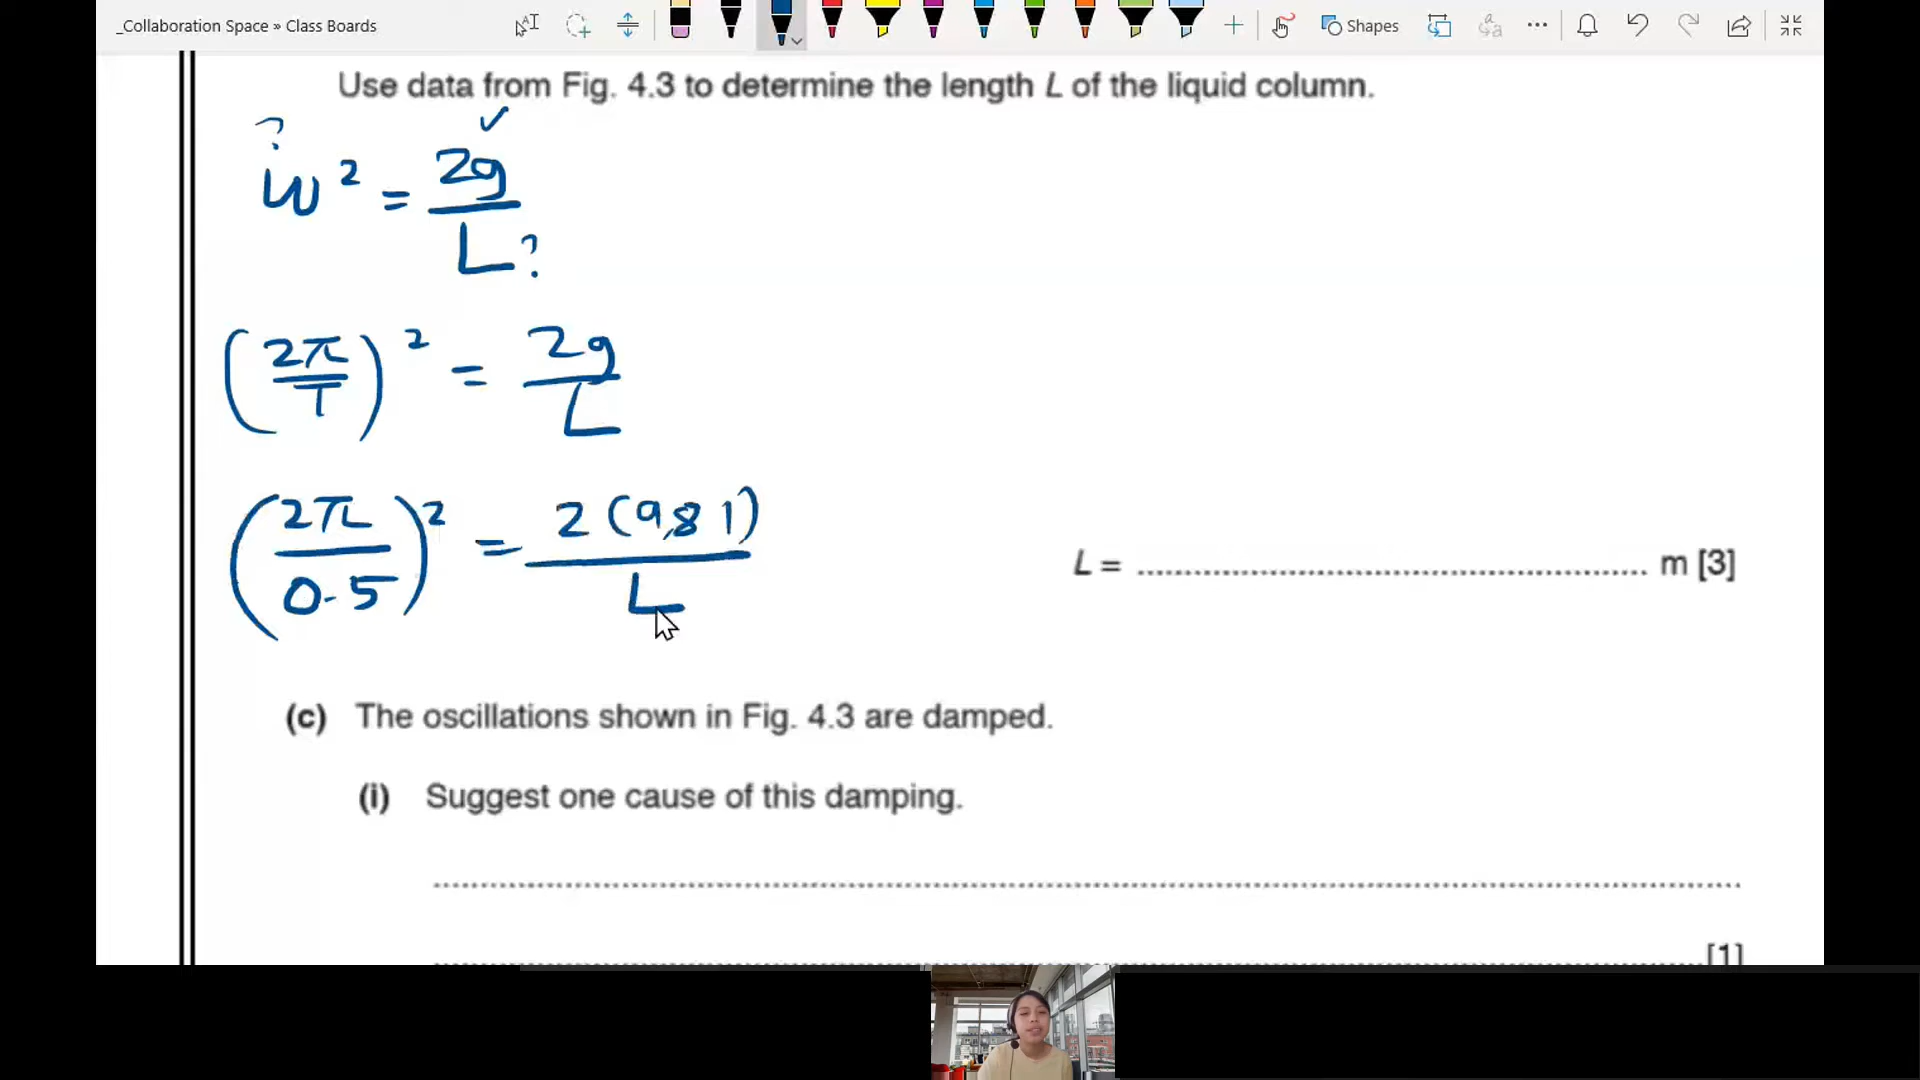 _Collaboration Space » Class Boards
Shapes
Use data from Fig. 4.3 to determine the length L of the liquid column.
? ✓
ω² = 2g / L ?
(2π / T)² = 2g / L
(2π / 0.5)² = 2 (9.81) / L
L = ........................................................ m [3]
(c) The oscillations shown in Fig. 4.3 are damped.
(i) Suggest one cause of this damping.
[1]